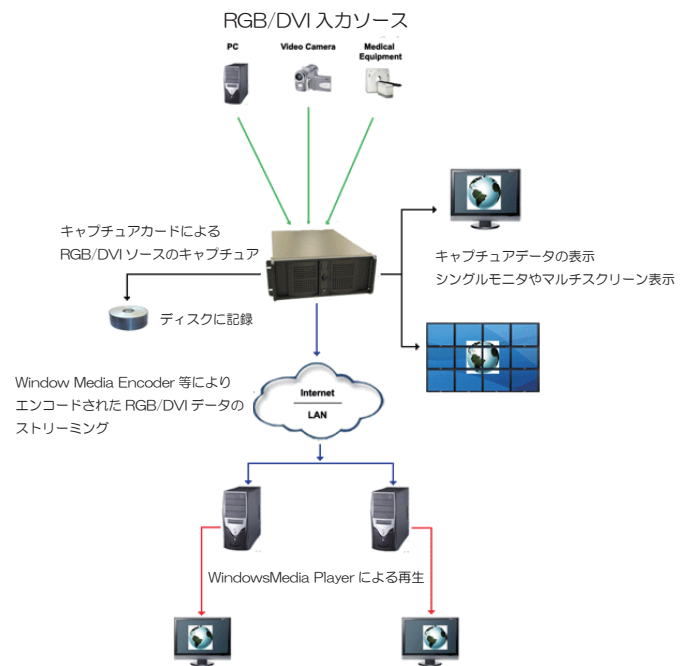 RGB/DVI 入力ソース
PC
Video Camera
Medical
Equipment
キャプチュアカードによる
RGB/DVI ソースのキャプチュア
キャプチュアデータの表示
シングルモニタやマルチスクリーン表示
ディスクに記録
Window Media Encoder 等により
エンコードされた RGB/DVI データの
ストリーミング
Internet
LAN
WindowsMedia Player による再生